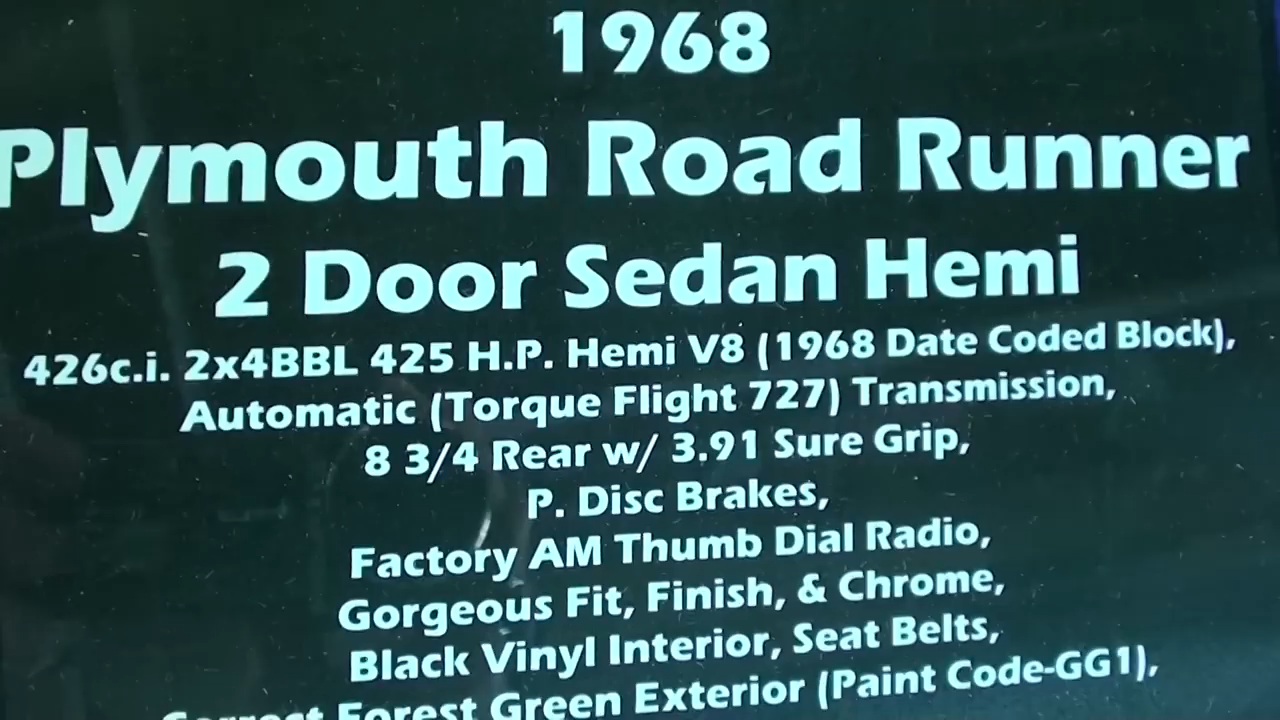 1968
Plymouth Road Runner
2 Door Sedan Hemi
426c.i. 2x4BBL 425 H.P. Hemi V8 (1968 Date Coded Block),
Automatic (Torque Flight 727) Transmission,
8 3/4 Rear w/ 3.91 Sure Grip,
P. Disc Brakes,
Factory AM Thumb Dial Radio,
Gorgeous Fit, Finish, & Chrome,
Black Vinyl Interior, Seat Belts,
Correct Forest Green Exterior (Paint Code-GG1),